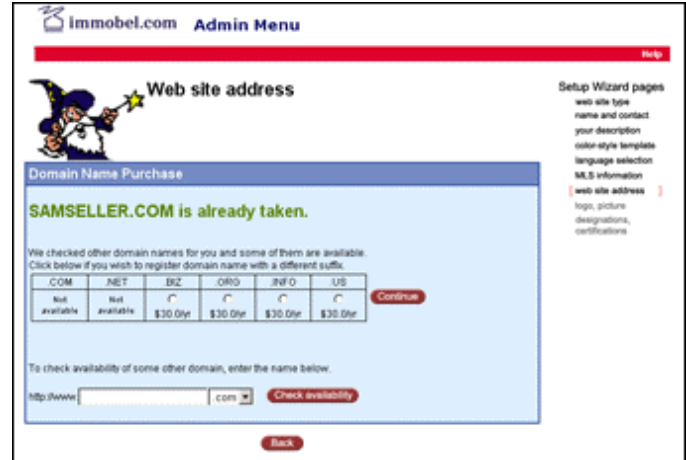 immobel.com Admin Menu
Help
Web site address
Setup Wizard pages
web site type
name and contact
your description
color-style template
language selection
MLS information
[ web site address ]
logo, picture
designations,
certifications
Domain Name Purchase
SAMSELLER.COM is already taken.
We checked other domain names for you and some of them are available.
Click below if you wish to register domain name with a different suffix.
.COM .NET .BIZ .ORG .INFO .US
Not available Not available $30.0/yr $30.0/yr $30.0/yr $30.0/yr Continue
To check availability of some other domain, enter the name below.
http://www. .com Check availability
Back